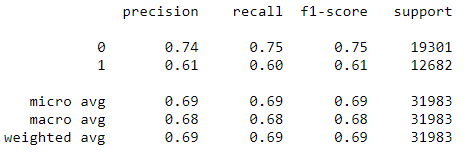 precision recall f1-score support
0 0.74 0.75 0.75 19301
1 0.61 0.60 0.61 12682
micro avg 0.69 0.69 0.69 31983
macro avg 0.68 0.68 0.68 31983
weighted avg 0.69 0.69 0.69 31983